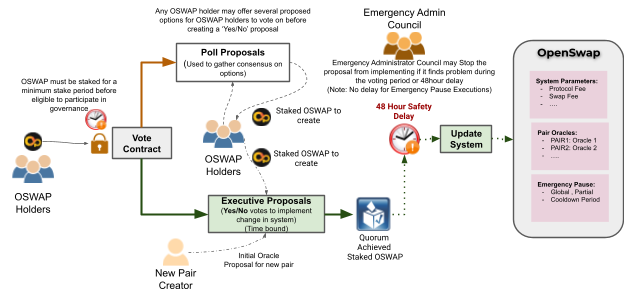 Any OSWAP holder may offer several proposed
options for OSWAP holders to vote on before
creating a 'Yes/No' proposal
Emergency Admin
Council
OpenSwap
Poll Proposals
(Used to gather consensus on
options)
Emergency Administrator Council may Stop the
proposal from implementing if it finds problem during
the voting period or 48hour delay
(Note: No delay for Emergency Pause Executions)
OSWAP must be staked for a
minimum stake period before
eligible to participate in
governance
System Parameters:
- Protocol Fee
- Swap Fee
- ....
Staked OSWAP to
create
48 Hour Safety
Delay
Vote
Contract
Update
System
Pair Oracles:
- PAIR1: Oracle 1
- PAIR2: Oracle 2
- .....
OSWAP
Holders
Staked OSWAP to
create
OSWAP
Holders
Emergency Pause:
- Global , Partial
- Cooldown Period
Executive Proposals
(Yes/No votes to implement
change in system)
(Time bound)
Quorum
Achieved
Staked OSWAP
New Pair
Creator
Initial Oracle
Proposal for new pair